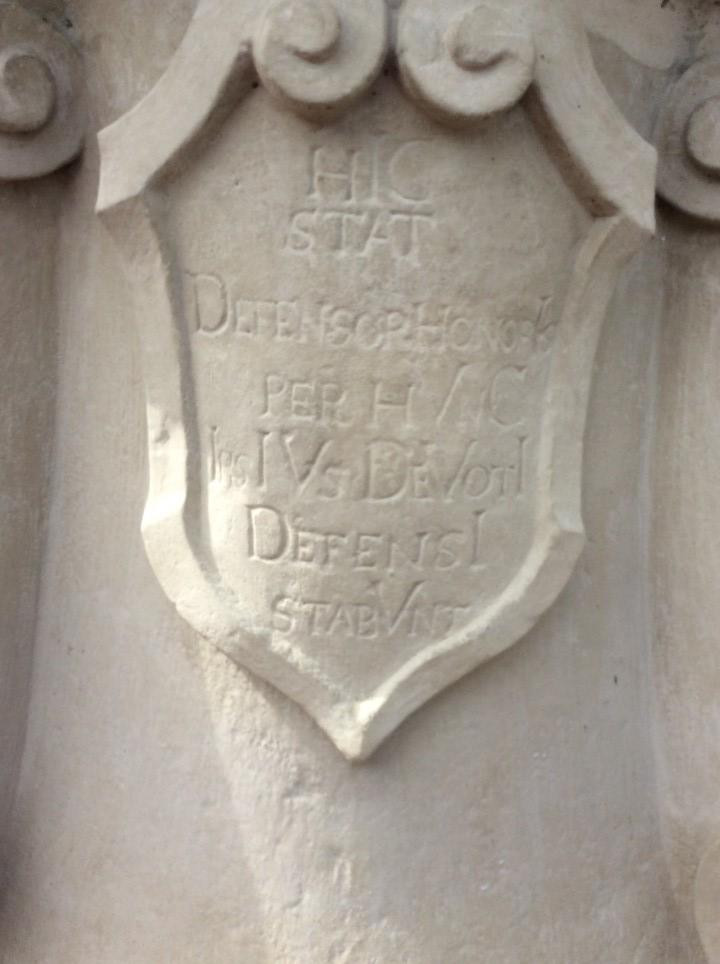 HIC
STAT
DEFENSOR HONORIS
PER HVNC
IPSIVS DEVOTI
DEFENSI
STABVNT